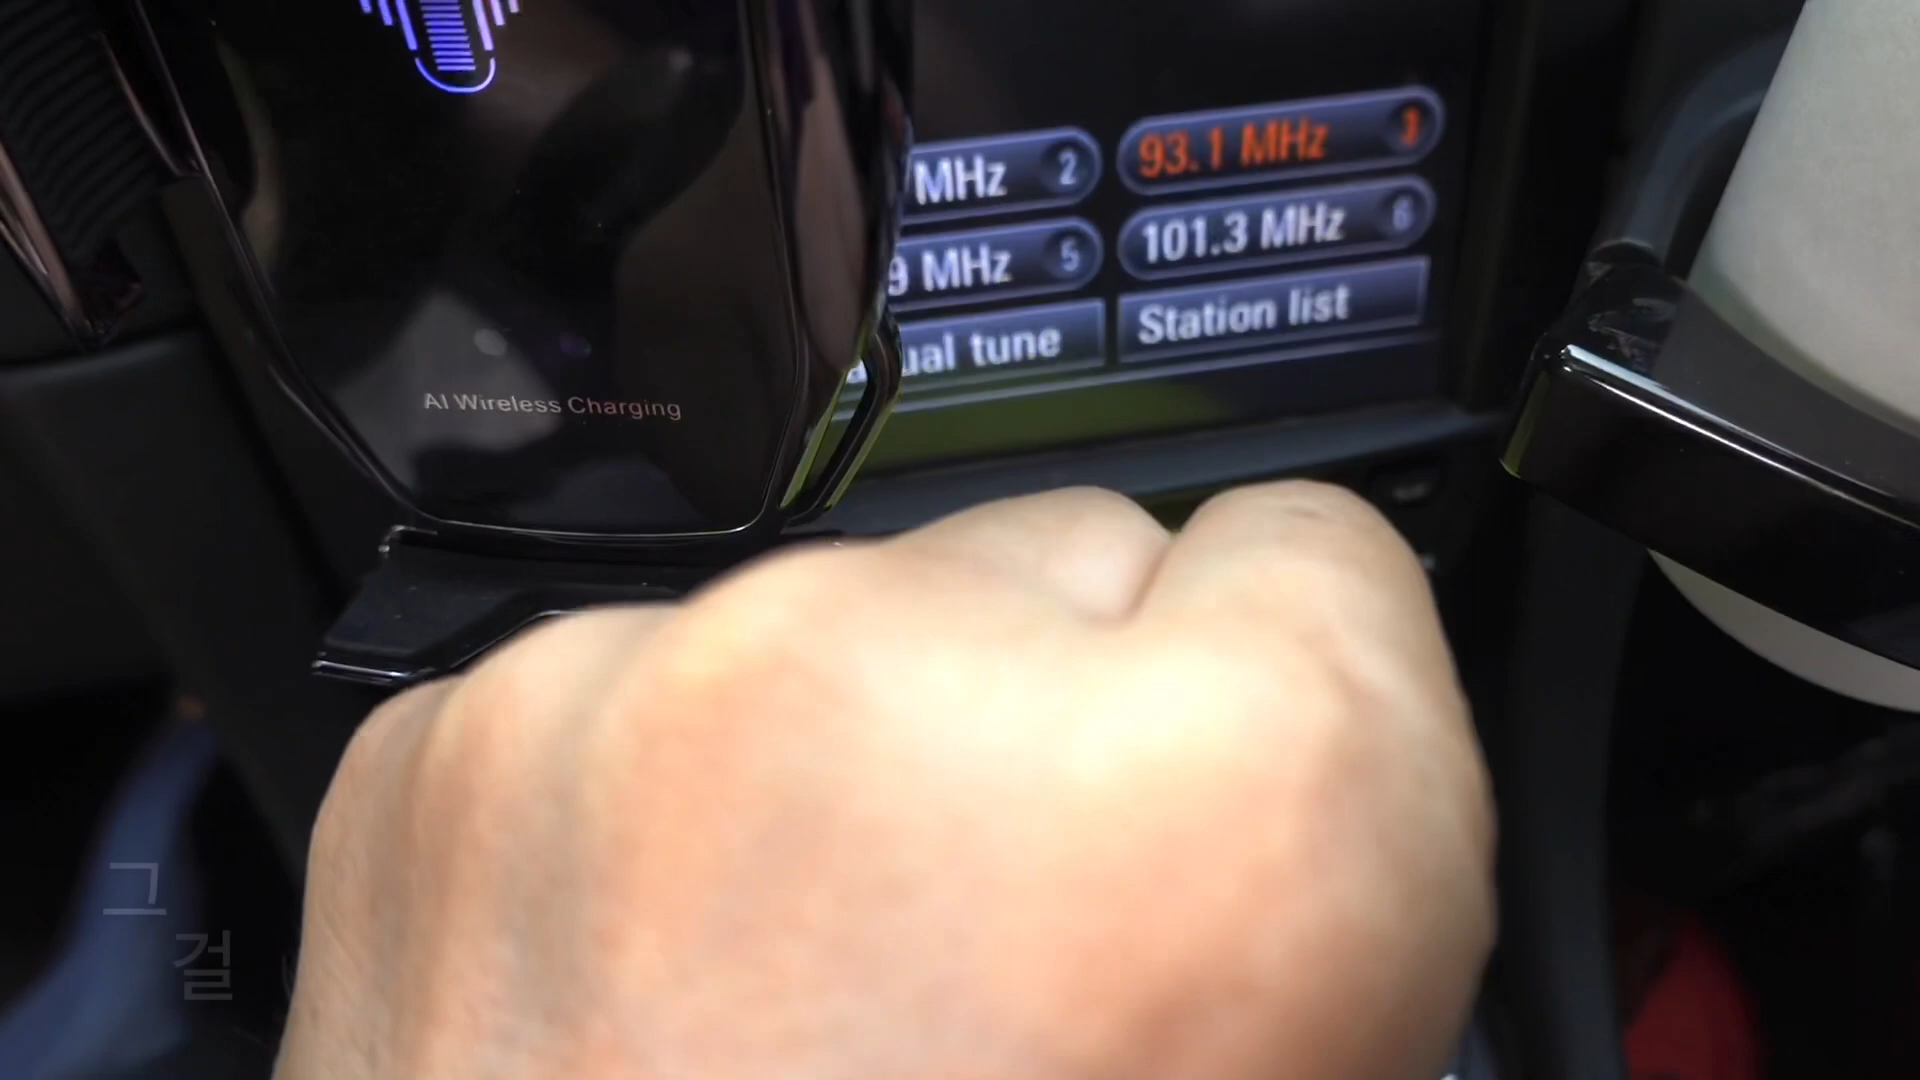 MHz 2
93.1 MHz 3
9 MHz 5
101.3 MHz 6
ual tune
Station list
AI Wireless Charging
그
걸